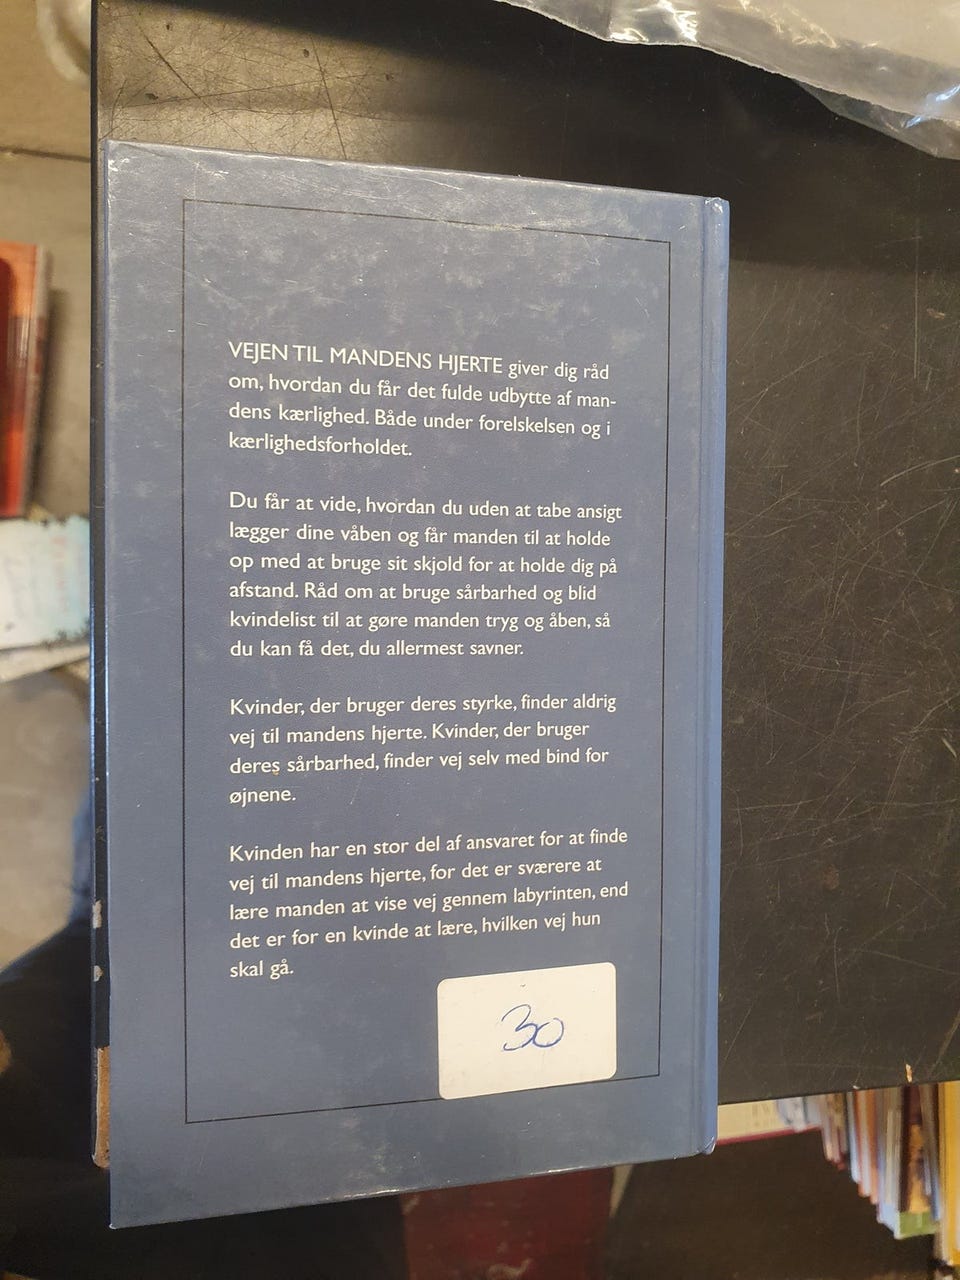 VEJEN TIL MANDENS HJERTE giver dig råd
om, hvordan du får det fulde udbytte af man-
dens kærlighed. Både under forelskelsen og i
kærlighedsforholdet.
Du får at vide, hvordan du uden at tabe ansigt
lægger dine våben og får manden til at holde
op med at bruge sit skjold for at holde dig på
afstand. Råd om at bruge sårbarhed og blid
kvindelist til at gøre manden tryg og åben, så
du kan få det, du allermest savner.
Kvinder, der bruger deres styrke, finder aldrig
vej til mandens hjerte. Kvinder, der bruger
deres sårbarhed, finder vej selv med bind for
øjnene.
Kvinden har en stor del af ansvaret for at finde
vej til mandens hjerte, for det er sværere at
lære manden at vise vej gennem labyrinten, end
det er for en kvinde at lære, hvilken vej hun
skal gå.
30